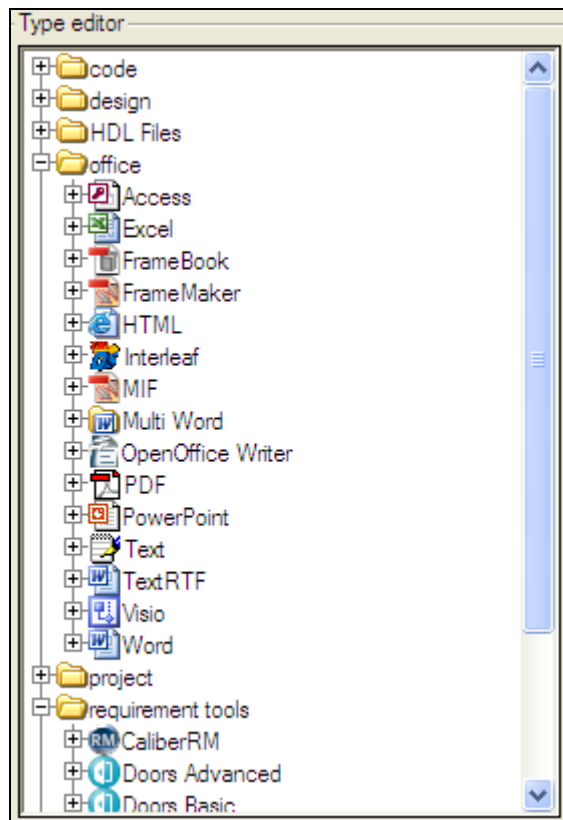 Type editor
code
design
HDL Files
office
Access
Excel
FrameBook
FrameMaker
HTML
Interleaf
MIF
Multi Word
OpenOffice Writer
PDF
PowerPoint
Text
TextRTF
Visio
Word
project
requirement tools
CaliberRM
Doors Advanced
Doors Basic